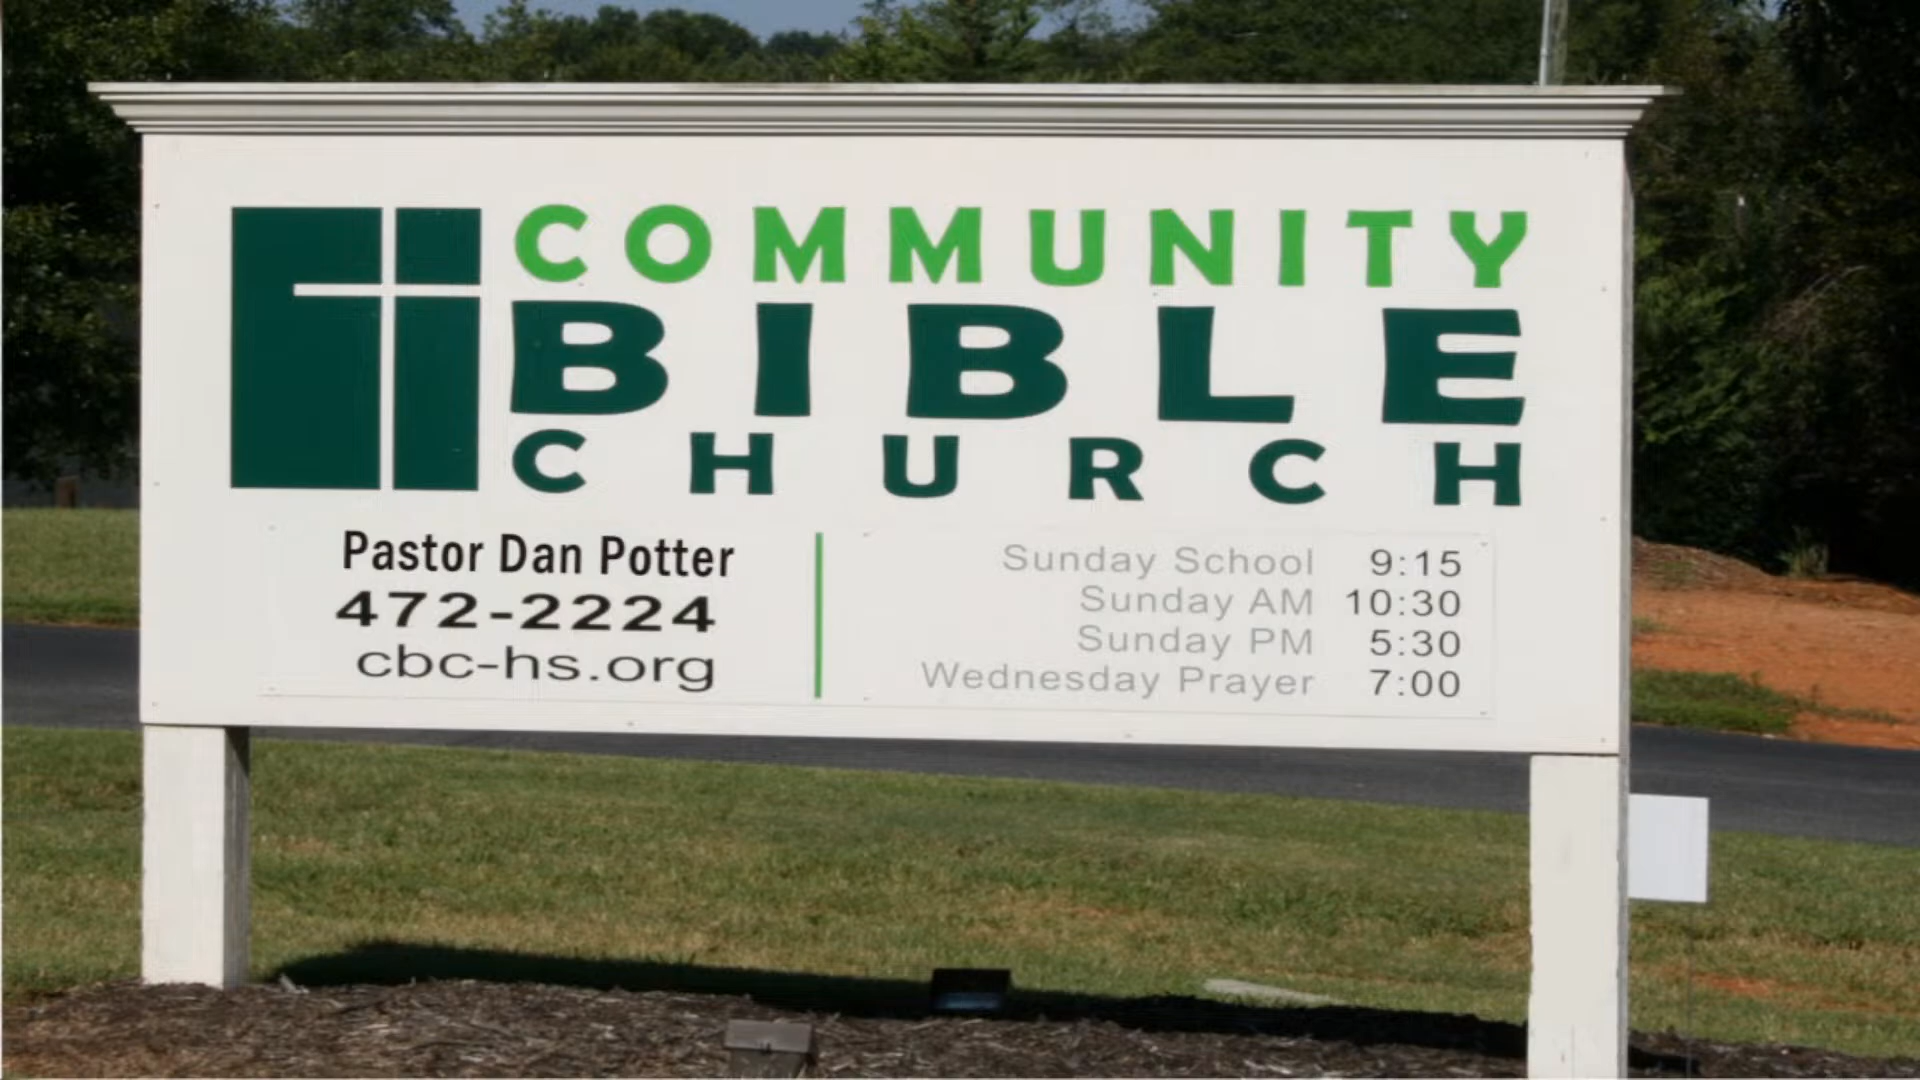 COMMUNITY
BIBLE
CHURCH
Pastor Dan Potter
472-2224
cbc-hs.org
Sunday School 9:15
Sunday AM 10:30
Sunday PM 5:30
Wednesday Prayer 7:00